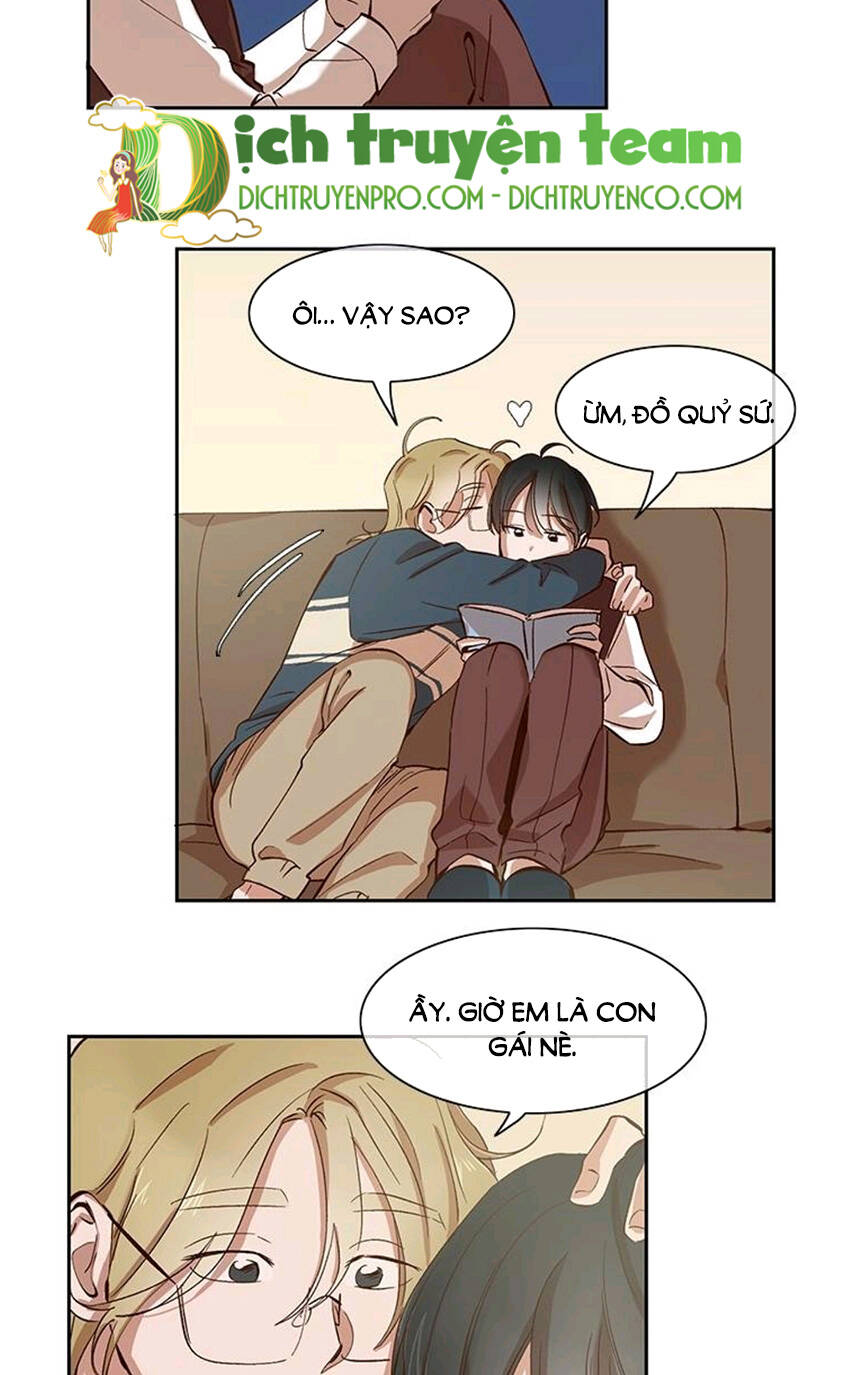 Dịch truyện team
DICHTRUYENPRO.COM - DICHTRUYENCO.COM
ÔI... VẬY SAO?
ỪM, ĐỒ QUỶ SỨ.
ẦY. GIỜ EM LÀ CON
GÁI NÈ.